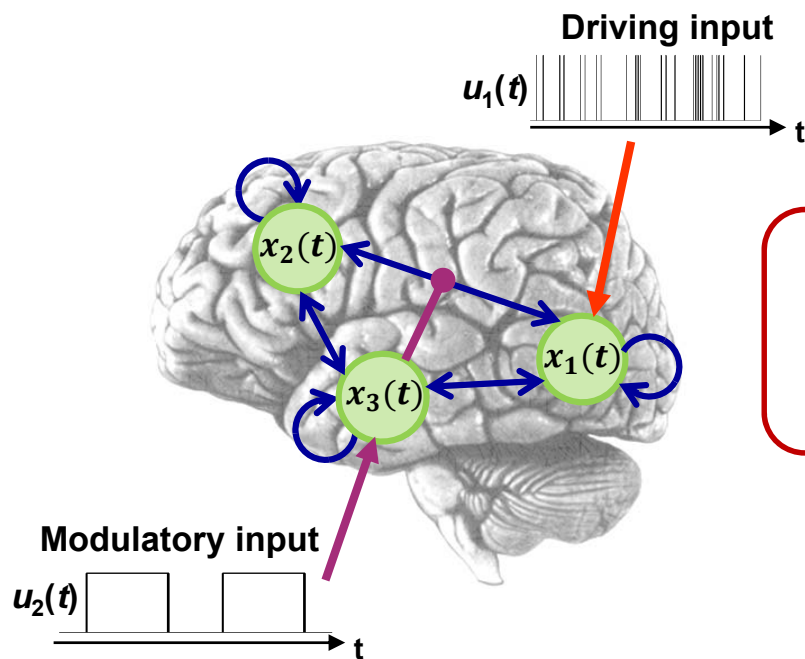 Driving input
u₁(t)
t
x₂(t)
x₁(t)
x₃(t)
Modulatory input
u₂(t)
t